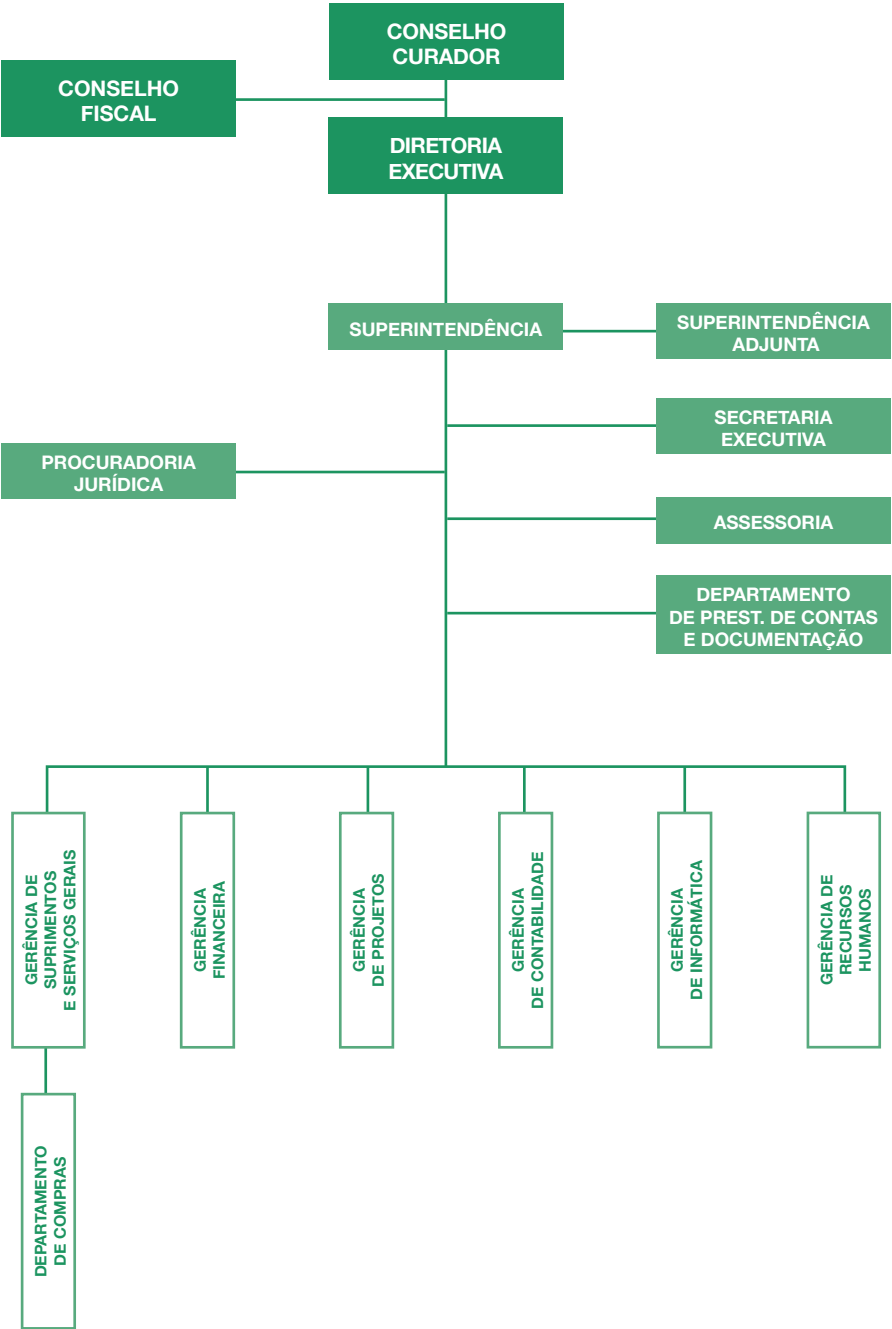 CONSELHO
CURADOR
CONSELHO
FISCAL
DIRETORIA
EXECUTIVA
SUPERINTENDÊNCIA
SUPERINTENDÊNCIA
ADJUNTA
SECRETARIA
EXECUTIVA
PROCURADORIA
JURÍDICA
ASSESSORIA
DEPARTAMENTO
DE PREST. DE CONTAS
E DOCUMENTAÇÃO
GERÊNCIA DE
SUPRIMENTOS
E SERVIÇOS GERAIS
GERÊNCIA
FINANCEIRA
GERÊNCIA
DE PROJETOS
GERÊNCIA
DE CONTABILIDADE
GERÊNCIA
DE INFORMÁTICA
GERÊNCIA DE
RECURSOS
HUMANOS
DEPARTAMENTO
DE COMPRAS